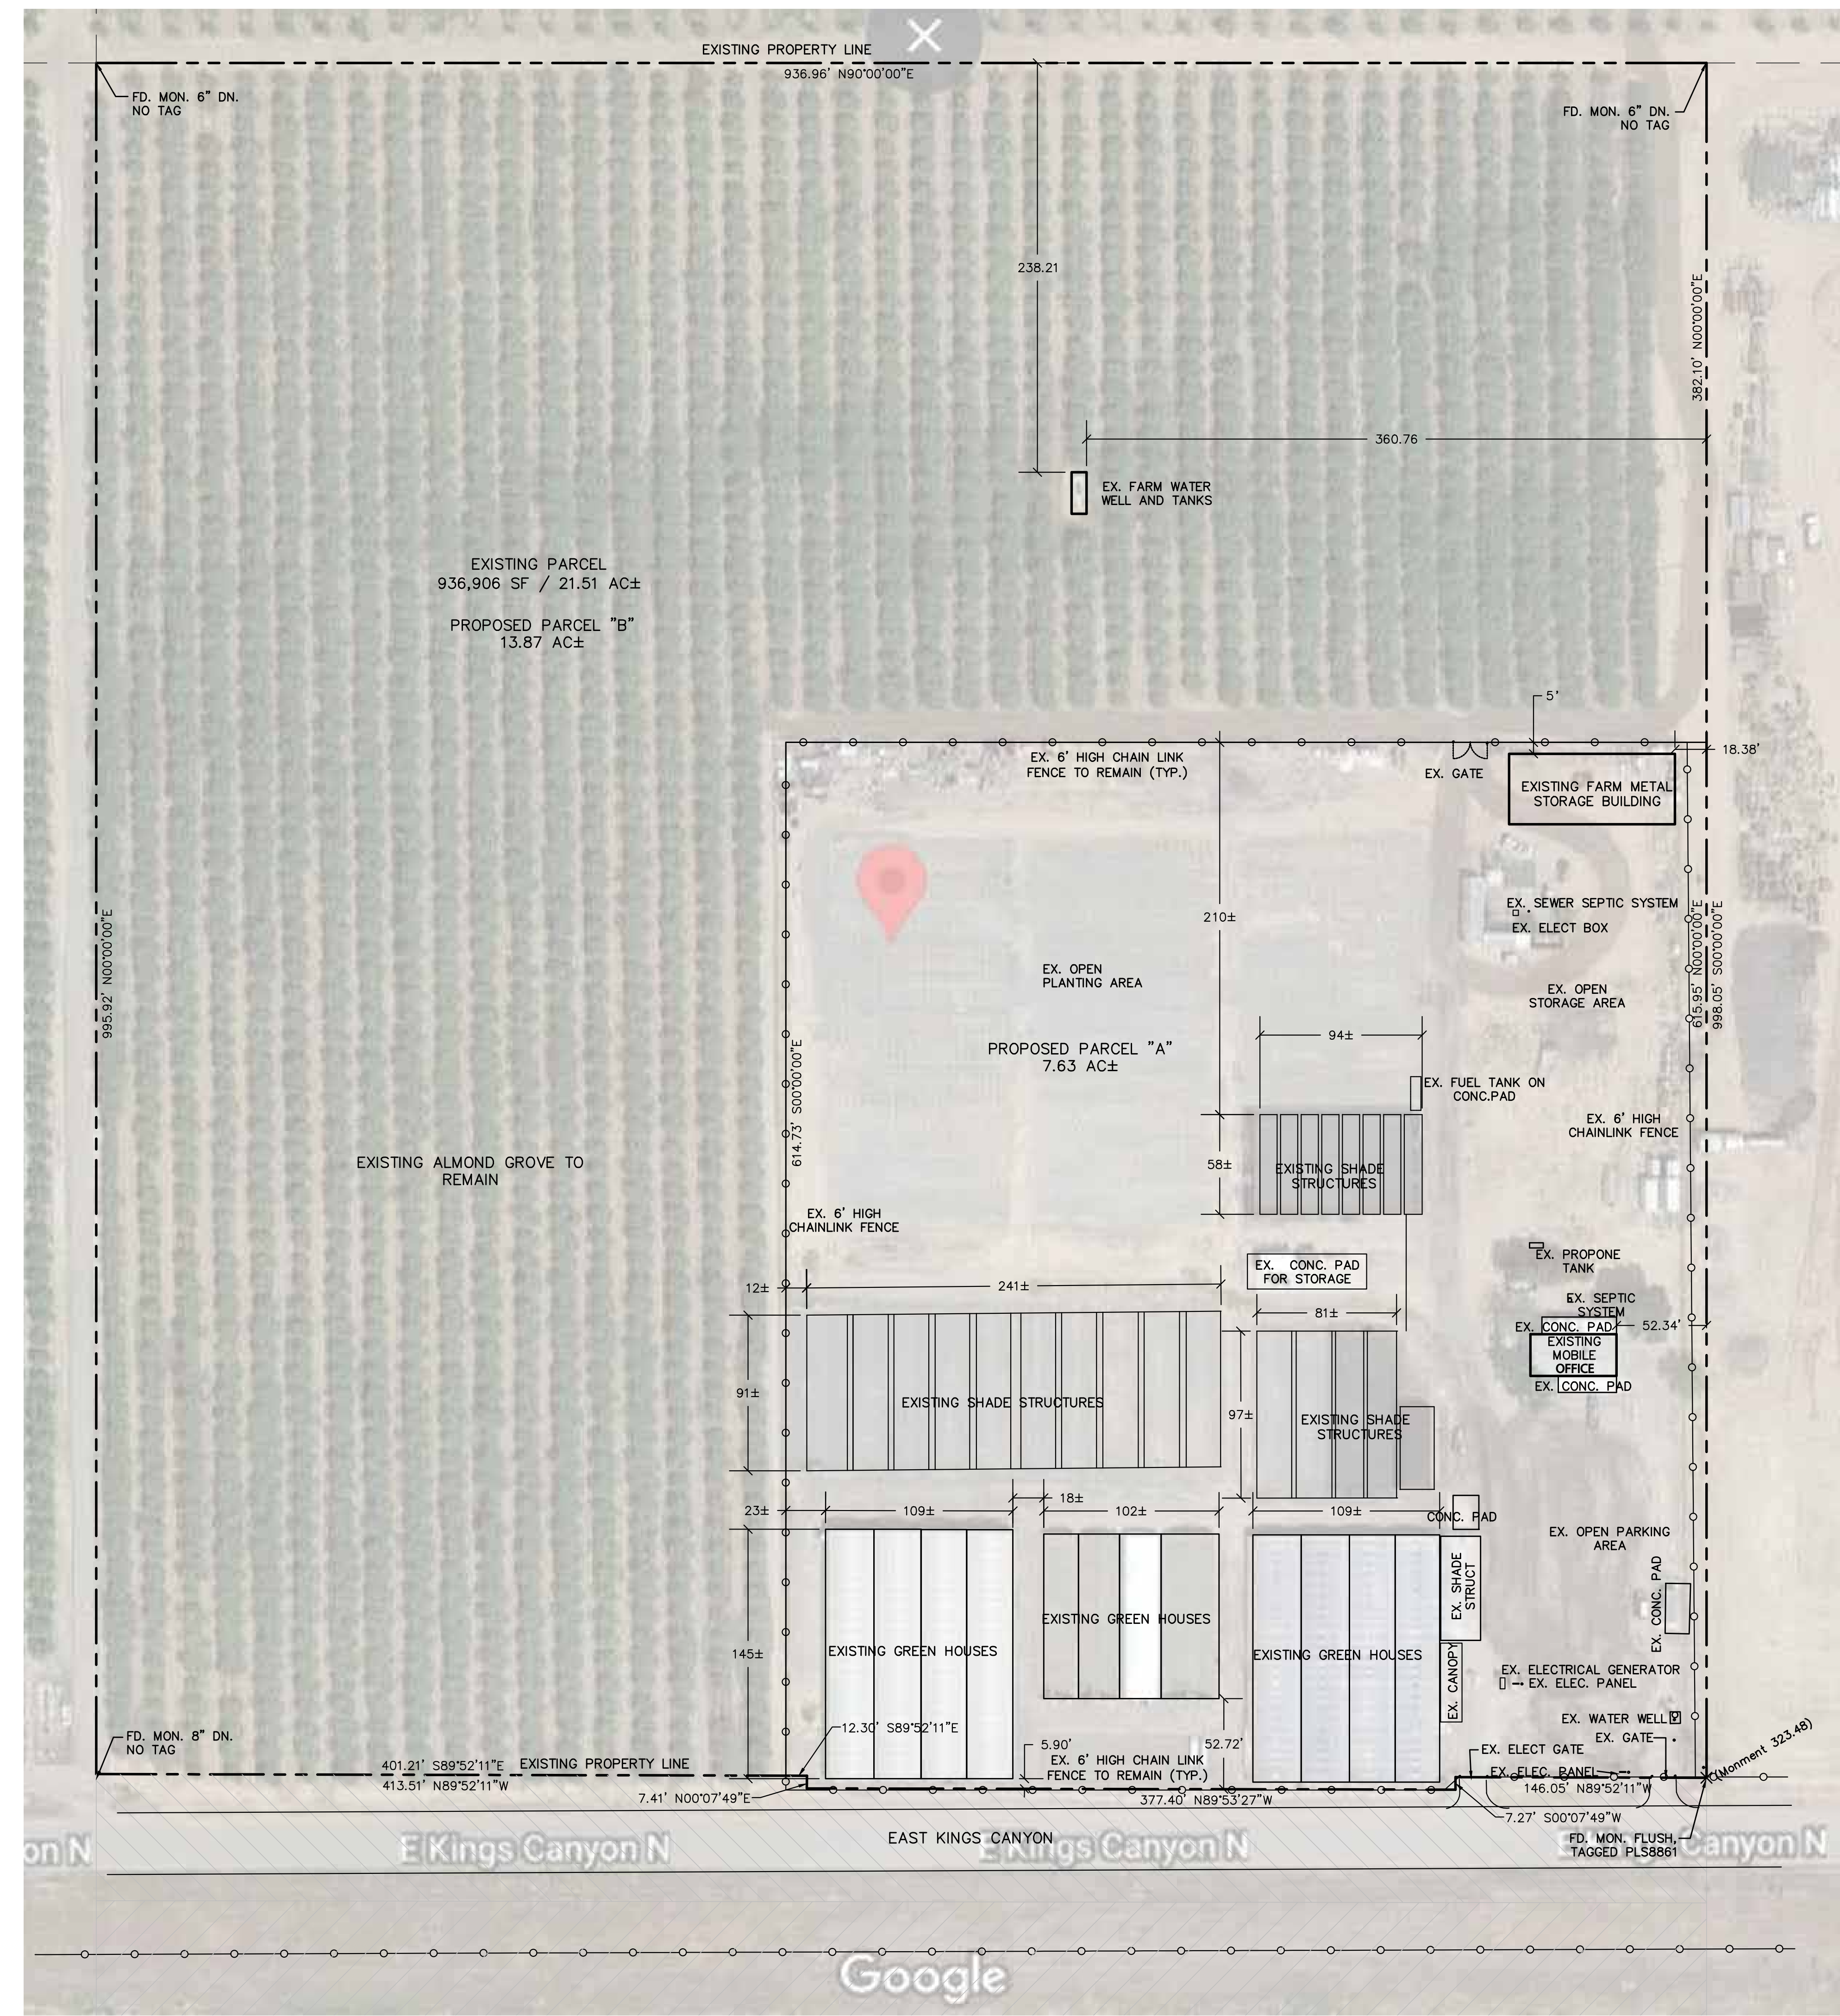 EXISTING PROPERTY LINE
936.96' N90°00'00"E
FD. MON. 6" DN.
NO TAG
FD. MON. 6" DN.
NO TAG
238.21
382.10' N00°00'00"E
360.76
EX. FARM WATER
WELL AND TANKS
EXISTING PARCEL
936,906 SF / 21.51 AC±
PROPOSED PARCEL "B"
13.87 AC±
5'
18.38'
EX. 6' HIGH CHAIN LINK
FENCE TO REMAIN (TYP.)
EX. GATE
EXISTING FARM METAL
STORAGE BUILDING
EX. SEWER SEPTIC SYSTEM
EX. ELECT BOX
210±
995.92' N00°00'00"E
615.95' N00°00'00"E
998.05' S00°00'00"E
EX. OPEN
PLANTING AREA
EX. OPEN
STORAGE AREA
94±
PROPOSED PARCEL "A"
7.63 AC±
614.73' S00°00'00"E
EX. FUEL TANK ON
CONC.PAD
EX. 6' HIGH
CHAINLINK FENCE
58±
EXISTING SHADE
STRUCTURES
EXISTING ALMOND GROVE TO
REMAIN
EX. 6' HIGH
CHAINLINK FENCE
EX. CONC. PAD
FOR STORAGE
EX. PROPONE
TANK
12±
241±
81±
EX. SEPTIC
SYSTEM
EX. CONC. PAD
52.34'
EXISTING
MOBILE
OFFICE
EX. CONC. PAD
91±
EXISTING SHADE STRUCTURES
97±
EXISTING SHADE
STRUCTURES
18±
23±
109±
102±
109±
CONC. PAD
EX. OPEN PARKING
AREA
EX. SHADE
STRUCT
EX. CONC. PAD
EXISTING GREEN HOUSES
145±
EXISTING GREEN HOUSES
EXISTING GREEN HOUSES
EX. CANOPY
EX. ELECTRICAL GENERATOR
EX. ELEC. PANEL
EX. WATER WELL
EX. GATE
(Monment 323.48)
FD. MON. 8" DN.
NO TAG
12.30' S89°52'11"E
5.90'
52.72'
EX. 6' HIGH CHAIN LINK
FENCE TO REMAIN (TYP.)
EX. ELECT GATE
EX. ELEC. PANEL
401.21' S89°52'11"E
EXISTING PROPERTY LINE
413.51' N89°52'11"W
7.41' N00°07'49"E
377.40' N89°53'27"W
146.05' N89°52'11"W
7.27' S00°07'49"W
FD. MON. FLUSH,
TAGGED PLS8861
EAST KINGS CANYON
on N
E Kings Canyon N
E Kings Canyon N
E Kings Canyon N
Google